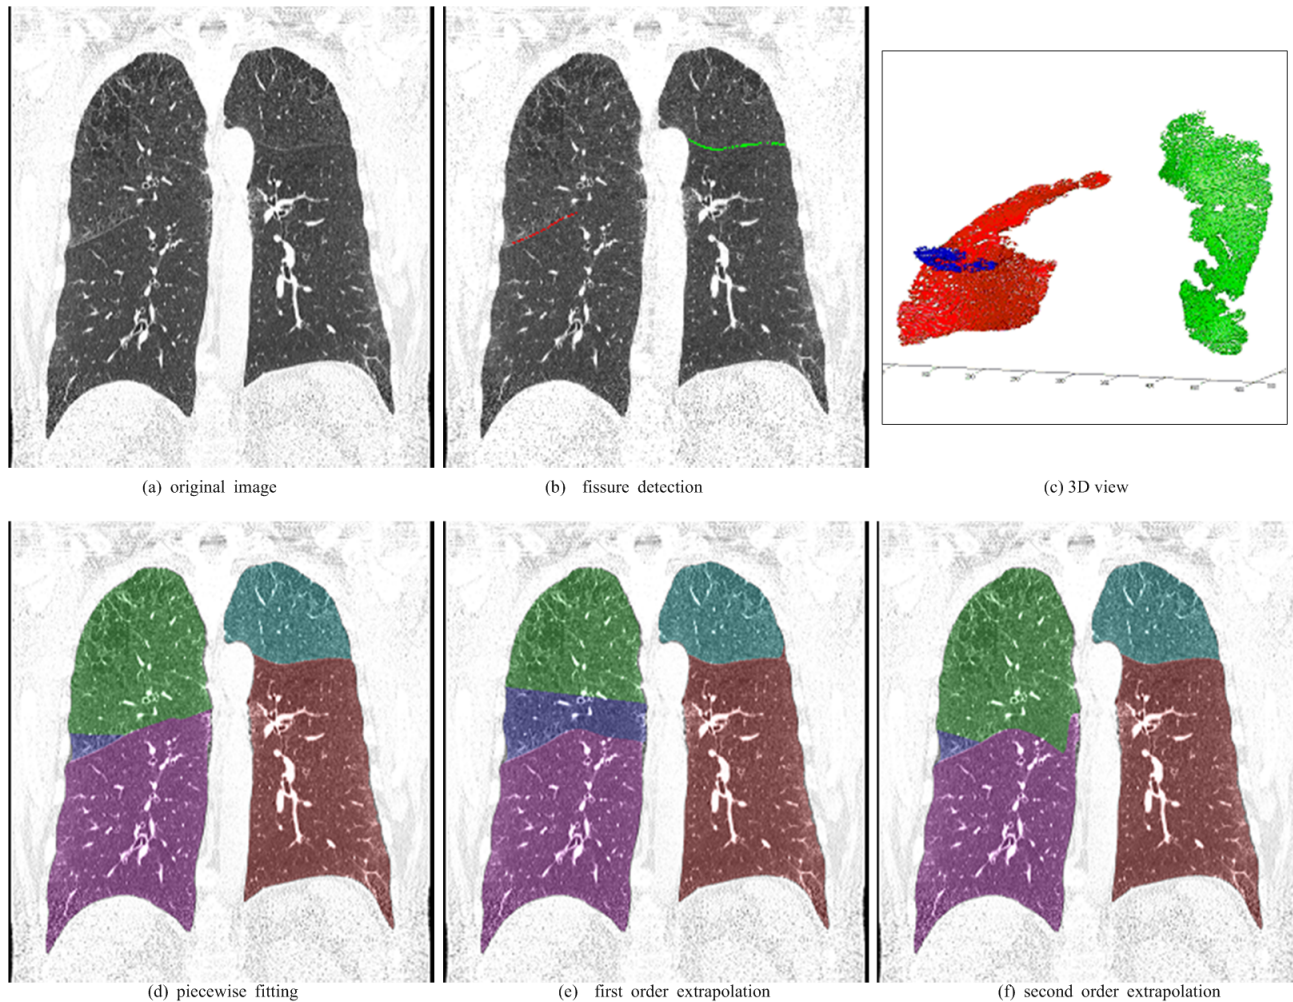 (a) original image
(b) fissure detection
(c) 3D view
(d) piecewise fitting
(e) first order extrapolation
(f) second order extrapolation